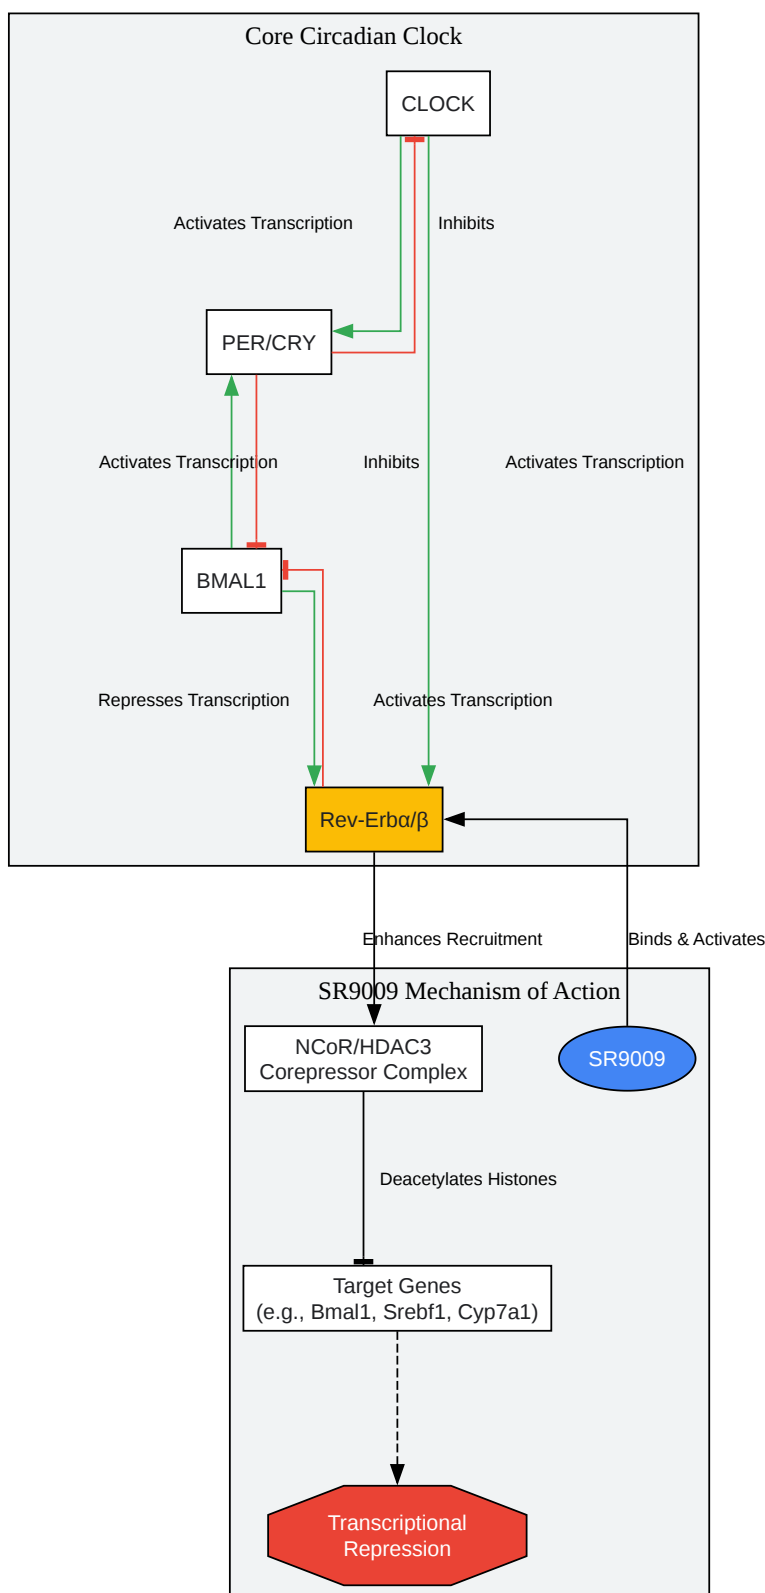 Core Circadian Clock
CLOCK
Activates Transcription
Inhibits
PER/CRY
Activates Transcription
Inhibits
Activates Transcription
BMAL1
Represses Transcription
Activates Transcription
Rev-Erbα/β
Enhances Recruitment
Binds & Activates
SR9009 Mechanism of Action
NCoR/HDAC3
Corepressor Complex
SR9009
Deacetylates Histones
Target Genes
(e.g., Bmal1, Srebf1, Cyp7a1)
Transcriptional
Repression